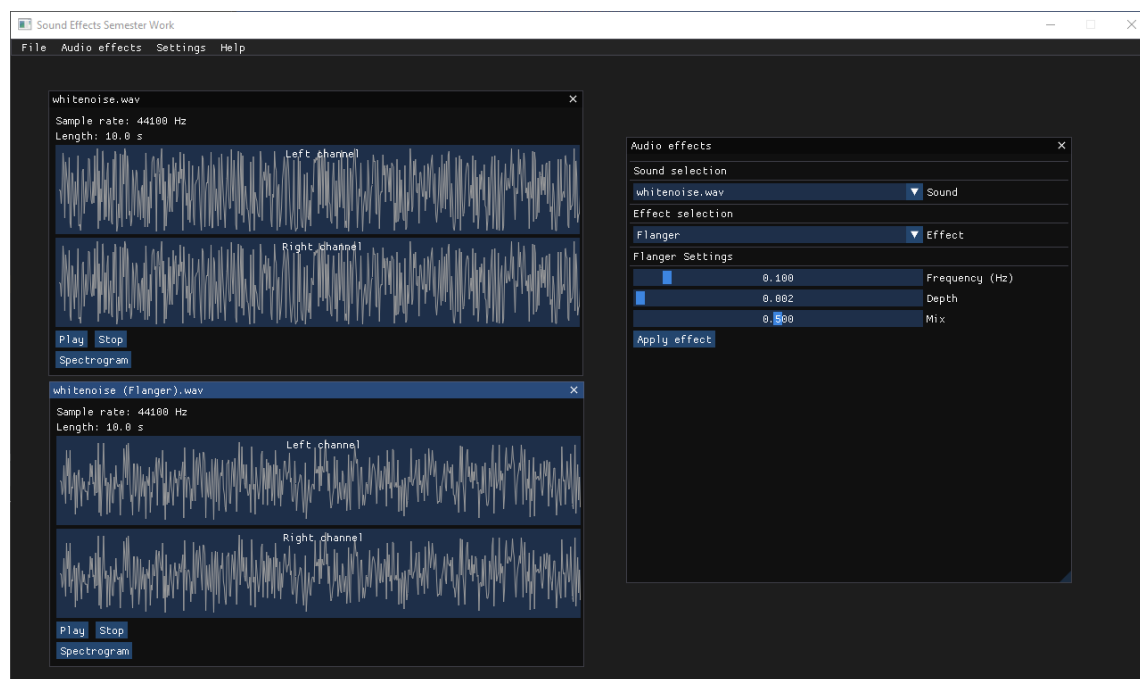 Sound Effects Semester Work
File Audio effects Settings Help
whitenoise.wav
Sample rate: 44100 Hz
Length: 10.0 s
Left channel
Right channel
Play Stop
Spectrogram
whitenoise (Flanger).wav
Sample rate: 44100 Hz
Length: 10.0 s
Left channel
Right channel
Play Stop
Spectrogram
Audio effects
Sound selection
whitenoise.wav Sound
Effect selection
Flanger Effect
Flanger Settings
0.100 Frequency (Hz)
0.002 Depth
0.500 Mix
Apply effect